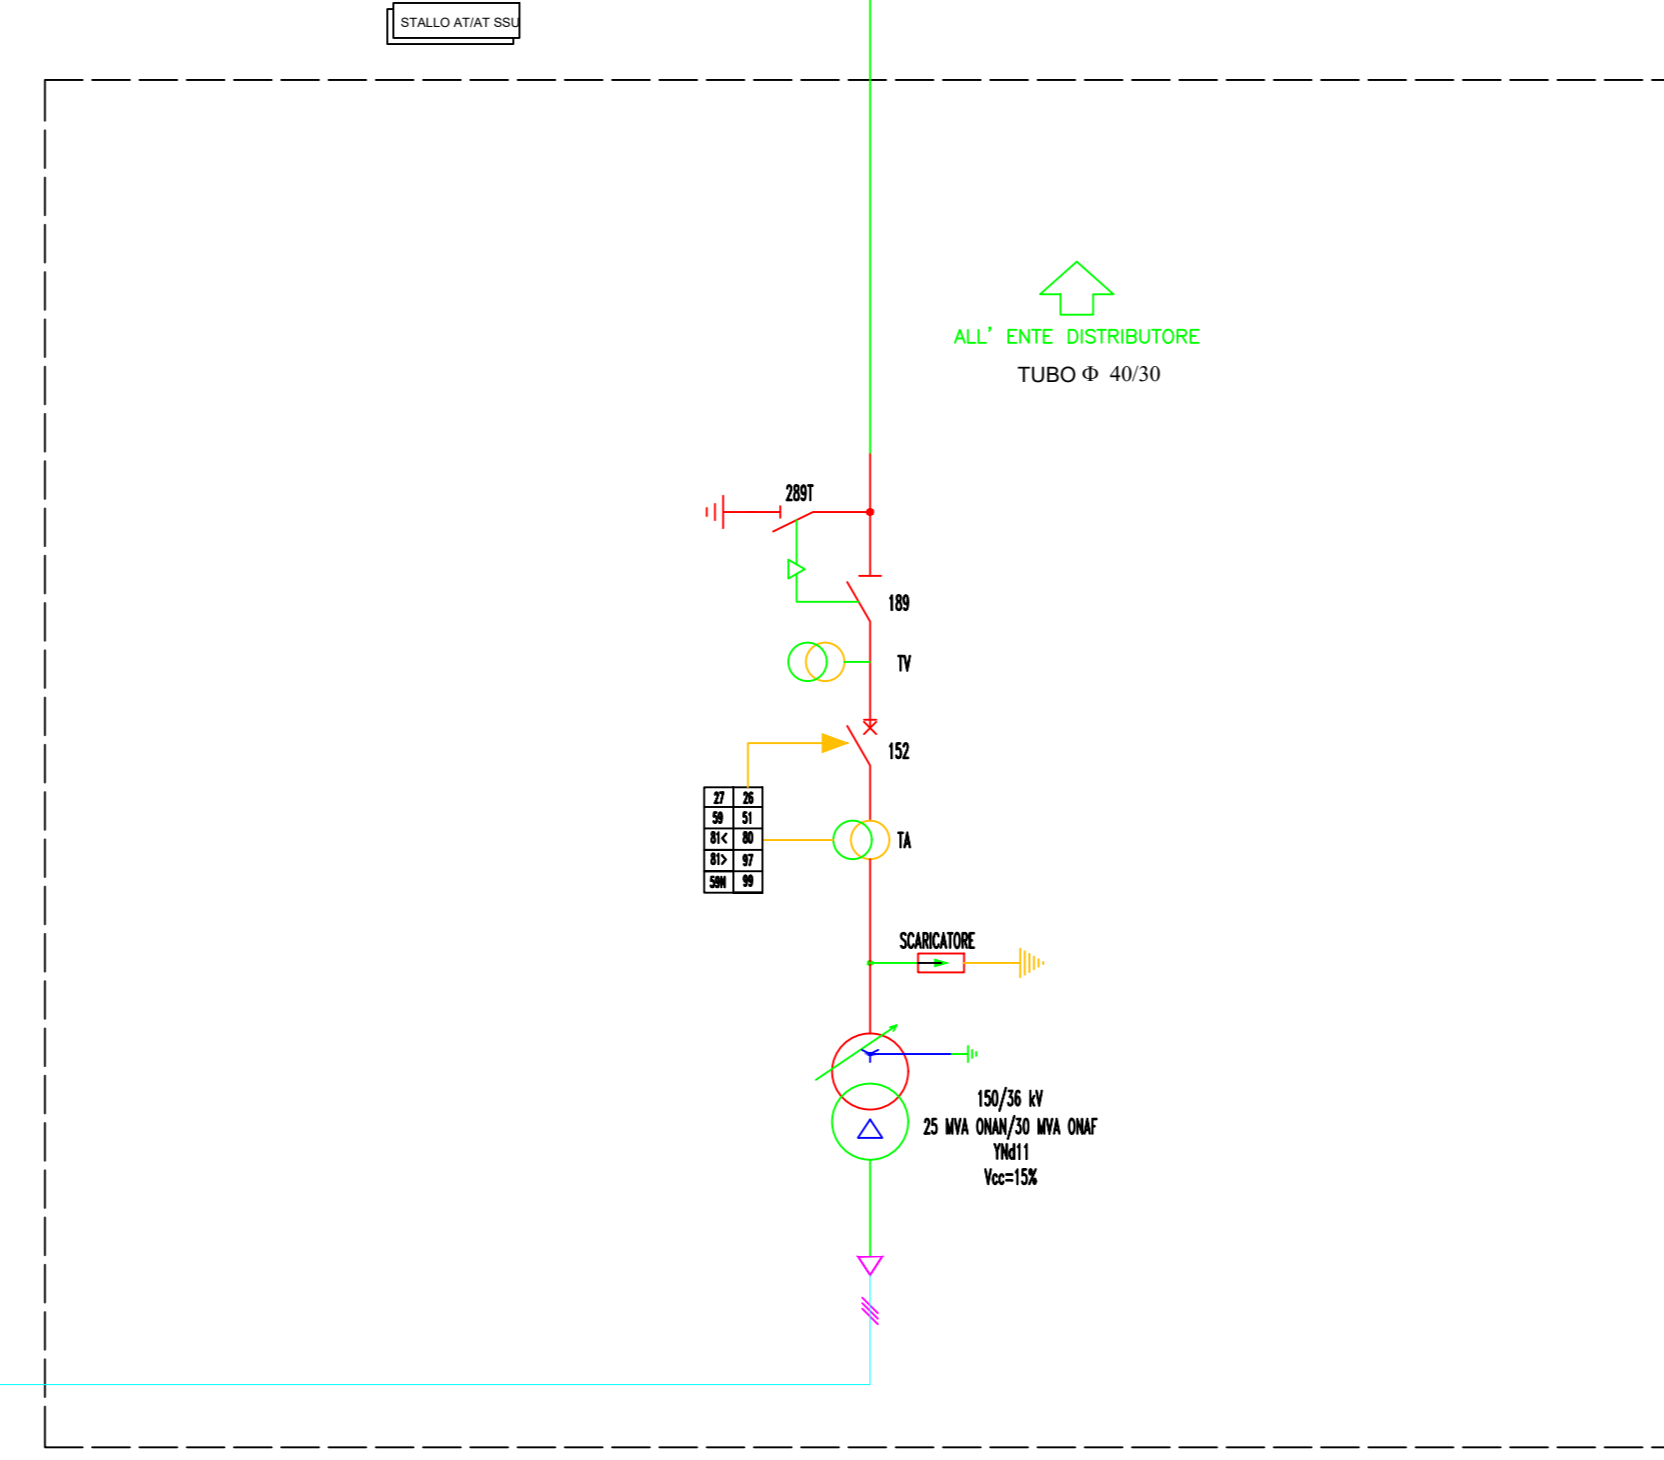 STALLO AT/AT SSU
ALL' ENTE DISTRIBUTORE
TUBO Φ 40/30
289T
189
TV
152
27 26
59 51
81< 80
81> 97
59N 99
TA
SCARICATORE
150/36 kV
25 MVA ONAN/30 MVA ONAF
YNd11
Vcc=15%